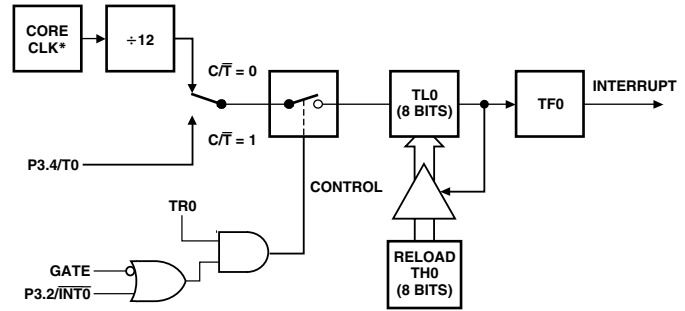 CORE
CLK*
÷12
C/T̅ = 0
TL0
(8 BITS)
TF0
INTERRUPT
C/T̅ = 1
P3.4/T0
CONTROL
TR0
GATE
P3.2/I̅N̅T̅0̅
RELOAD
TH0
(8 BITS)